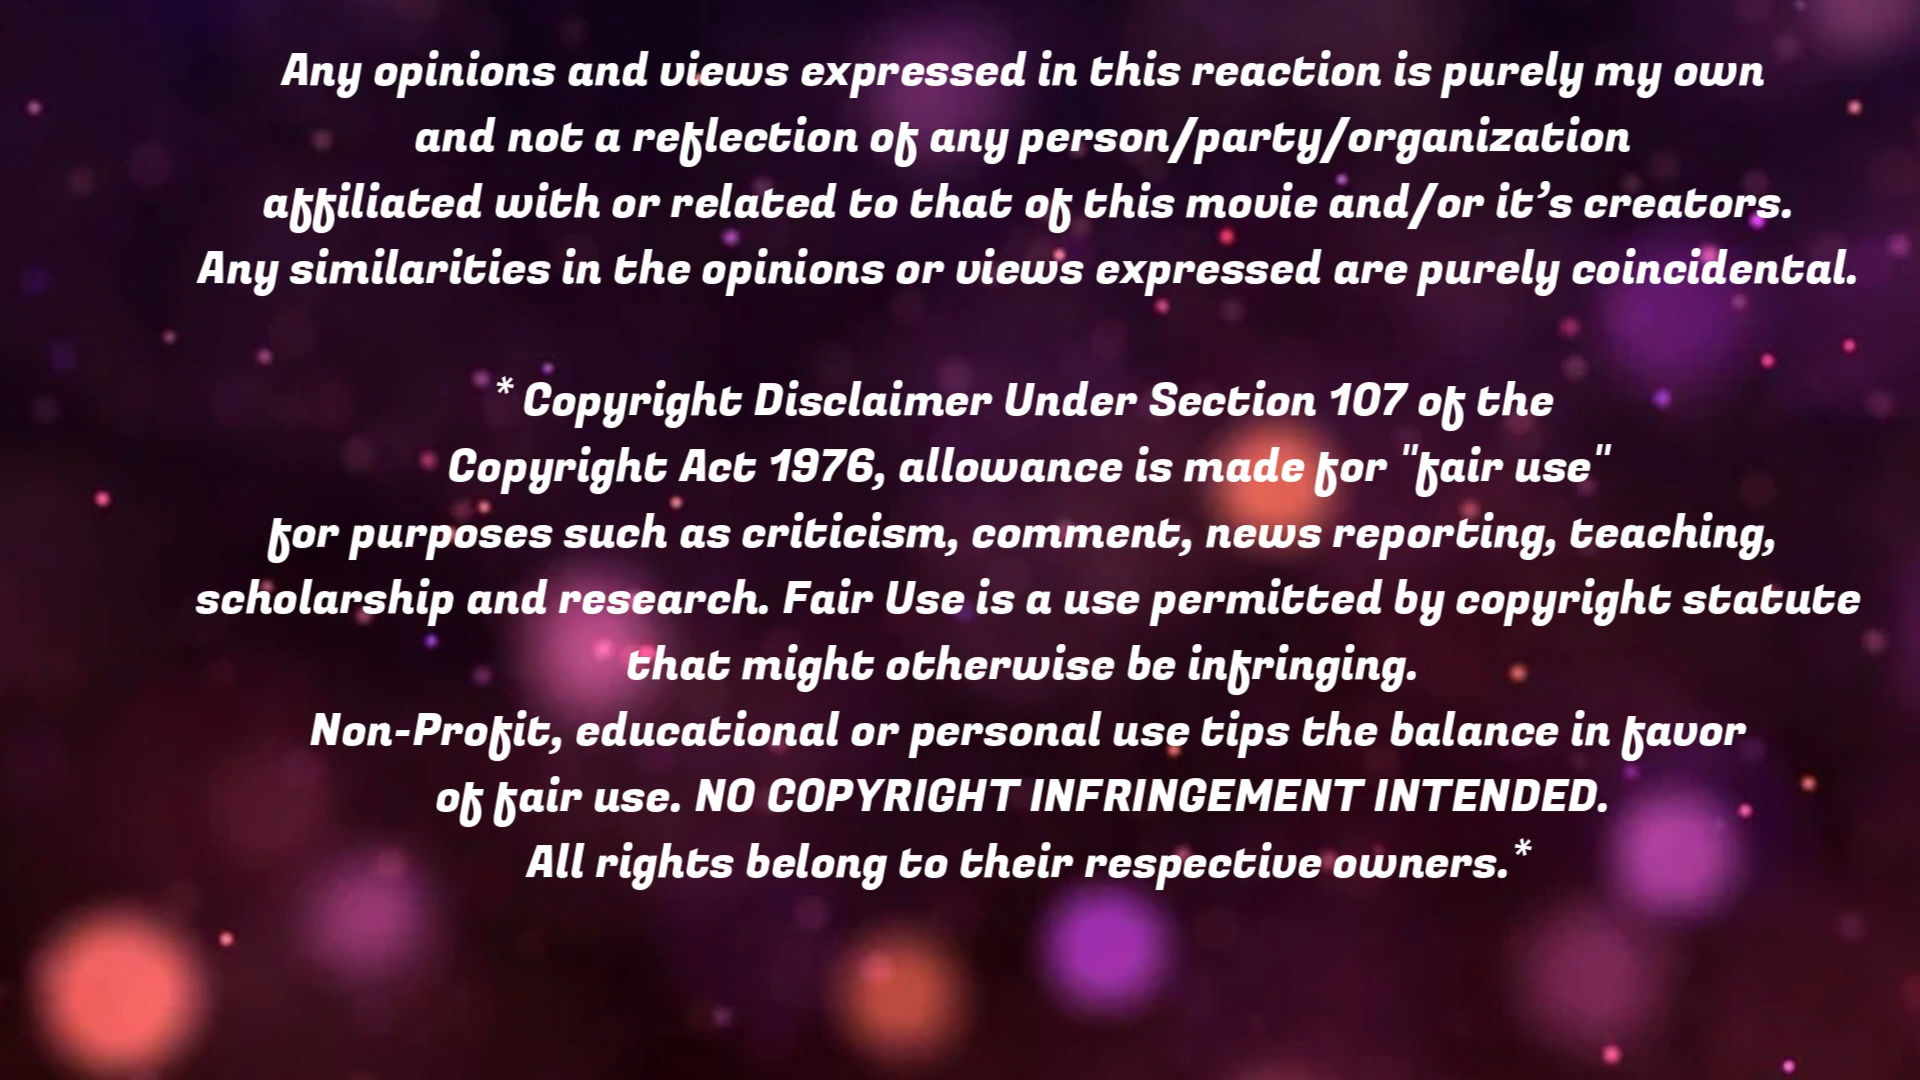 Any opinions and views expressed in this reaction is purely my own
and not a reflection of any person/party/organization
affiliated with or related to that of this movie and/or it’s creators.
Any similarities in the opinions or views expressed are purely coincidental.
* Copyright Disclaimer Under Section 107 of the
Copyright Act 1976, allowance is made for "fair use"
for purposes such as criticism, comment, news reporting, teaching,
scholarship and research. Fair Use is a use permitted by copyright statute
that might otherwise be infringing.
Non-Profit, educational or personal use tips the balance in favor
of fair use. NO COPYRIGHT INFRINGEMENT INTENDED.
All rights belong to their respective owners.*